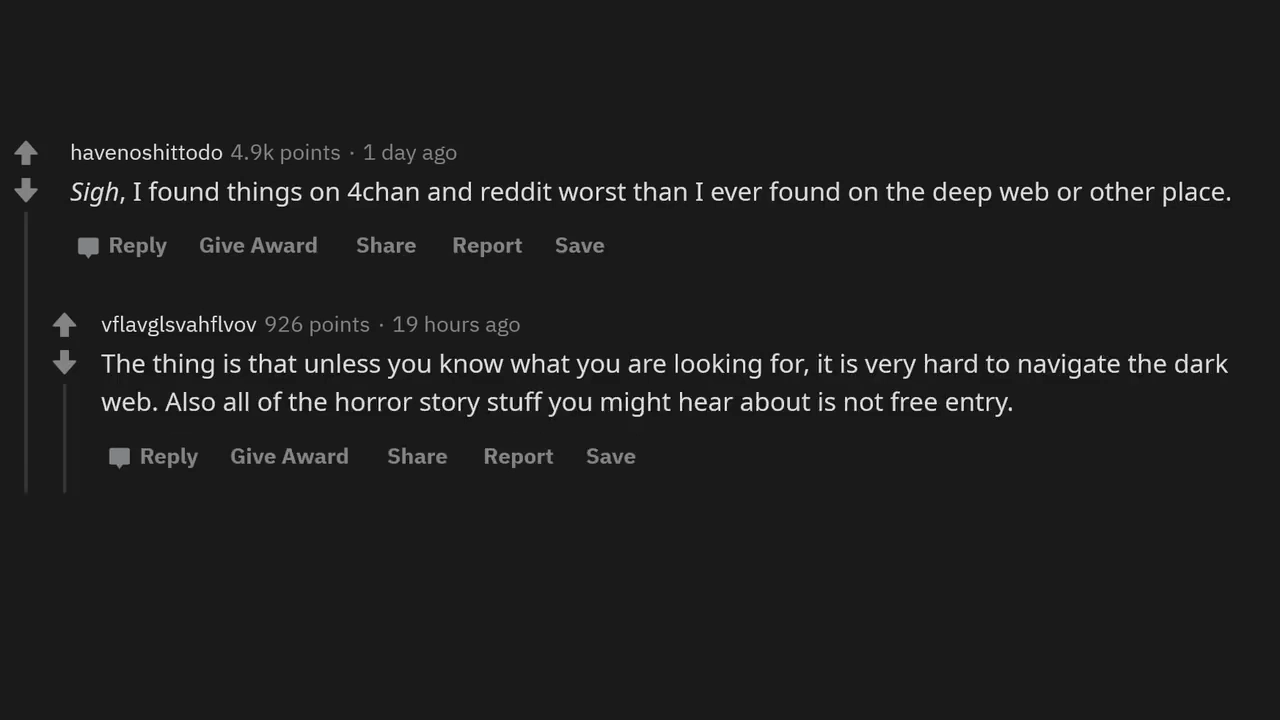 havenoshittodo 4.9k points · 1 day ago
Sigh, I found things on 4chan and reddit worst than I ever found on the deep web or other place.
Reply Give Award Share Report Save
vflavglsvahflvov 926 points · 19 hours ago
The thing is that unless you know what you are looking for, it is very hard to navigate the dark
web. Also all of the horror story stuff you might hear about is not free entry.
Reply Give Award Share Report Save